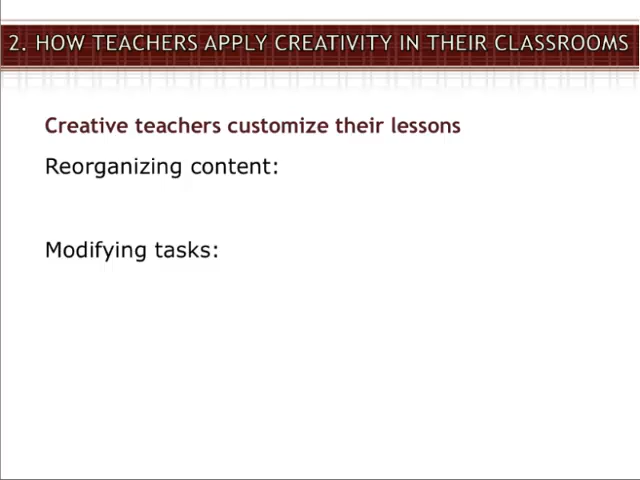 2. HOW TEACHERS APPLY CREATIVITY IN THEIR CLASSROOMS
Creative teachers customize their lessons
Reorganizing content:
Modifying tasks: